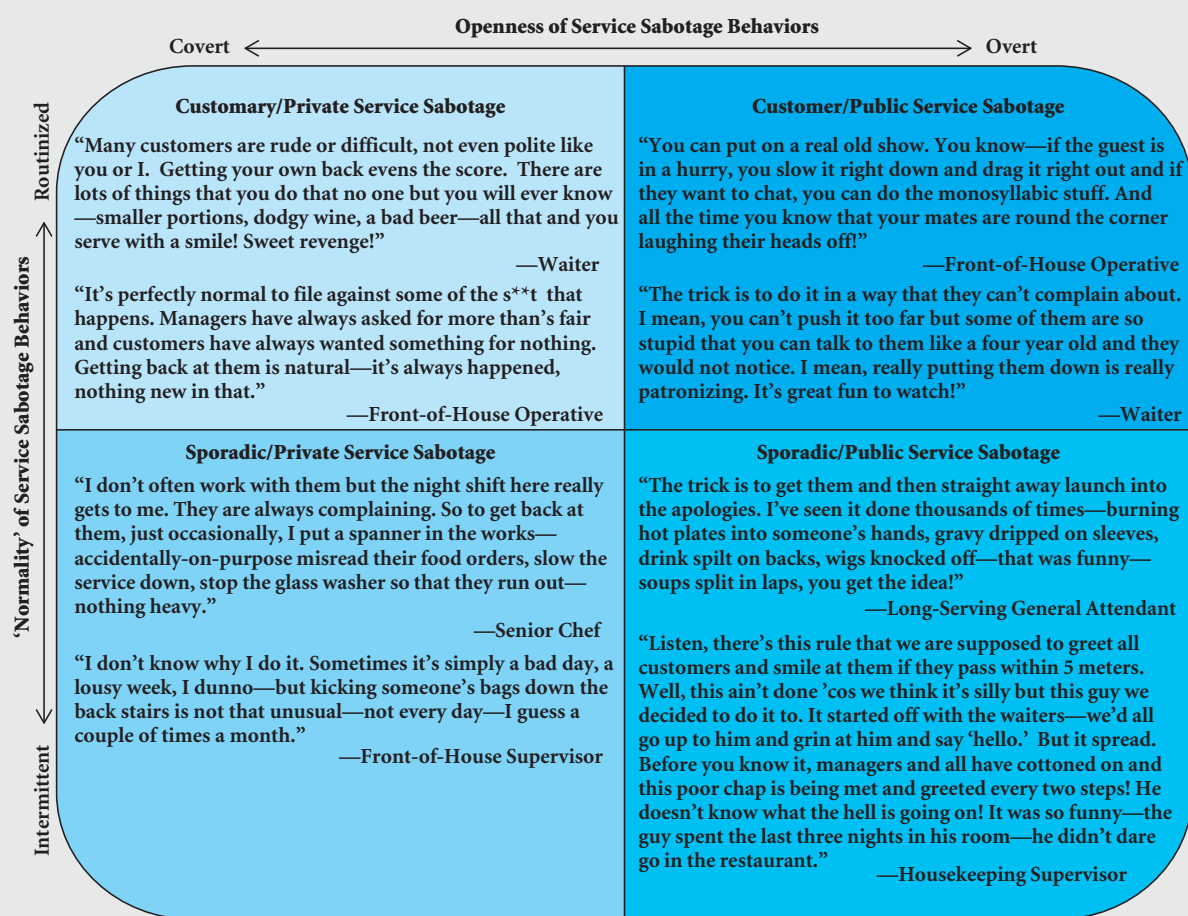 Openness of Service Sabotage Behaviors
Covert
Overt
‘Normality’ of Service Sabotage Behaviors
Routinized
Intermittent
Customary/Private Service Sabotage
“Many customers are rude or difficult, not even polite like
you or I. Getting your own back evens the score. There are
lots of things that you do that no one but you will ever know
—smaller portions, dodgy wine, a bad beer—all that and you
serve with a smile! Sweet revenge!”
—Waiter
“It’s perfectly normal to file against some of the s**t that
happens. Managers have always asked for more than’s fair
and customers have always wanted something for nothing.
Getting back at them is natural—it’s always happened,
nothing new in that.”
—Front-of-House Operative
Customer/Public Service Sabotage
“You can put on a real old show. You know—if the guest is
in a hurry, you slow it right down and drag it right out and if
they want to chat, you can do the monosyllabic stuff. And
all the time you know that your mates are round the corner
laughing their heads off!”
—Front-of-House Operative
“The trick is to do it in a way that they can’t complain about.
I mean, you can’t push it too far but some of them are so
stupid that you can talk to them like a four year old and they
would not notice. I mean, really putting them down is really
patronizing. It’s great fun to watch!”
—Waiter
Sporadic/Private Service Sabotage
“I don’t often work with them but the night shift here really
gets to me. They are always complaining. So to get back at
them, just occasionally, I put a spanner in the works—
accidentally-on-purpose misread their food orders, slow the
service down, stop the glass washer so that they run out—
nothing heavy.”
—Senior Chef
“I don’t know why I do it. Sometimes it’s simply a bad day, a
lousy week, I dunno—but kicking someone’s bags down the
back stairs is not that unusual—not every day—I guess a
couple of times a month.”
—Front-of-House Supervisor
Sporadic/Public Service Sabotage
“The trick is to get them and then straight away launch into
the apologies. I’ve seen it done thousands of times—burning
hot plates into someone’s hands, gravy dripped on sleeves,
drink spilt on backs, wigs knocked off—that was funny—
soups split in laps, you get the idea!”
—Long-Serving General Attendant
“Listen, there’s this rule that we are supposed to greet all
customers and smile at them if they pass within 5 meters.
Well, this ain’t done ’cos we think it’s silly but this guy we
decided to do it to. It started off with the waiters—we’d all
go up to him and grin at him and say ‘hello.’ But it spread.
Before you know it, managers and all have cottoned on and
this poor chap is being met and greeted every two steps! He
doesn’t know what the hell is going on! It was so funny—the
guy spent the last three nights in his room—he didn’t dare
go in the restaurant.”
—Housekeeping Supervisor